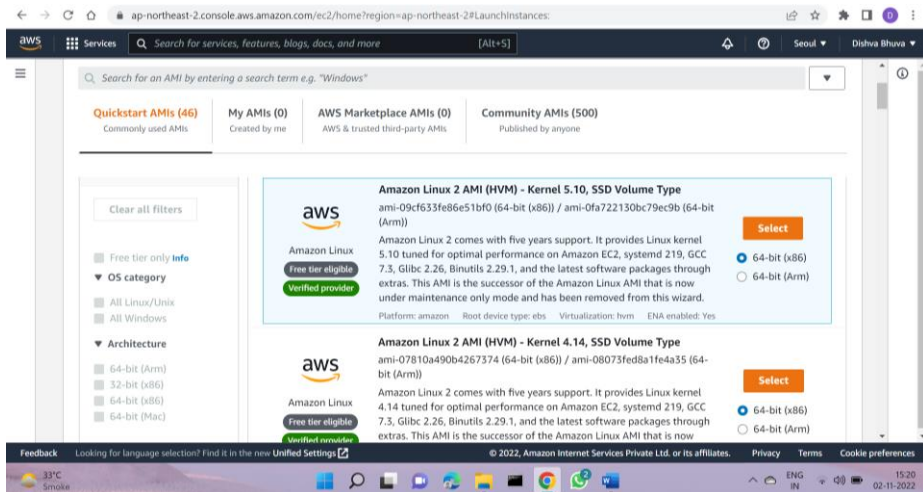 ap-northeast-2.console.aws.amazon.com/ec2/home?region=ap-northeast-2#LaunchInstances:
D
aws
Services
Search for services, features, blogs, docs, and more
[Alt+S]
Seoul
Dishva Bhuva
Search for an AMI by entering a search term e.g. "Windows"
Quickstart AMIs (46)
Commonly used AMIs
My AMIs (0)
Created by me
AWS Marketplace AMIs (0)
AWS & trusted third-party AMIs
Community AMIs (500)
Published by anyone
Clear all filters
Free tier only Info
OS category
All Linux/Unix
All Windows
Architecture
64-bit (Arm)
32-bit (x86)
64-bit (x86)
64-bit (Mac)
aws
Amazon Linux
Free tier eligible
Verified provider
Amazon Linux 2 AMI (HVM) - Kernel 5.10, SSD Volume Type
ami-09cf633fe86e51bf0 (64-bit (x86)) / ami-0fa722130bc79ec9b (64-bit
(Arm))
Amazon Linux 2 comes with five years support. It provides Linux kernel
5.10 tuned for optimal performance on Amazon EC2, systemd 219, GCC
7.3, Glibc 2.26, Binutils 2.29.1, and the latest software packages through
extras. This AMI is the successor of the Amazon Linux AMI that is now
under maintenance only mode and has been removed from this wizard.
Platform: amazon Root device type: ebs Virtualization: hvm ENA enabled: Yes
Select
64-bit (x86)
64-bit (Arm)
aws
Amazon Linux
Free tier eligible
Verified provider
Amazon Linux 2 AMI (HVM) - Kernel 4.14, SSD Volume Type
ami-07810a490b4267374 (64-bit (x86)) / ami-08073fed8a1fe4a35 (64-
bit (Arm))
Amazon Linux 2 comes with five years support. It provides Linux kernel
4.14 tuned for optimal performance on Amazon EC2, systemd 219, GCC
7.3, Glibc 2.26, Binutils 2.29.1, and the latest software packages through
extras. This AMI is the successor of the Amazon Linux AMI that is now
Select
64-bit (x86)
64-bit (Arm)
Feedback
Looking for language selection? Find it in the new Unified Settings
© 2022, Amazon Internet Services Private Ltd. or its affiliates.
Privacy
Terms
Cookie preferences
33°C
Smoke
ENG
IN
15:20
02-11-2022